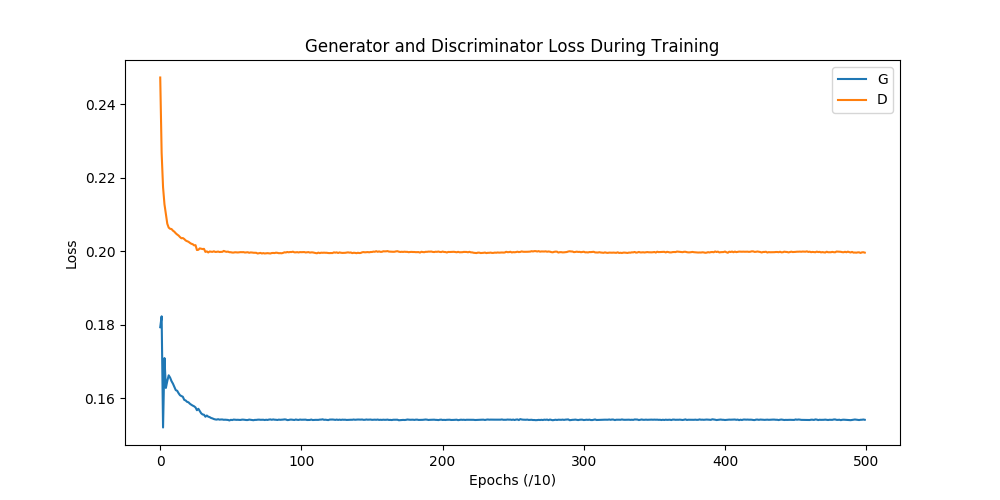 Generator and Discriminator Loss During Training
G
D
0.24
0.22
0.20
0.18
0.16
Loss
0 100 200 300 400 500
Epochs (/10)